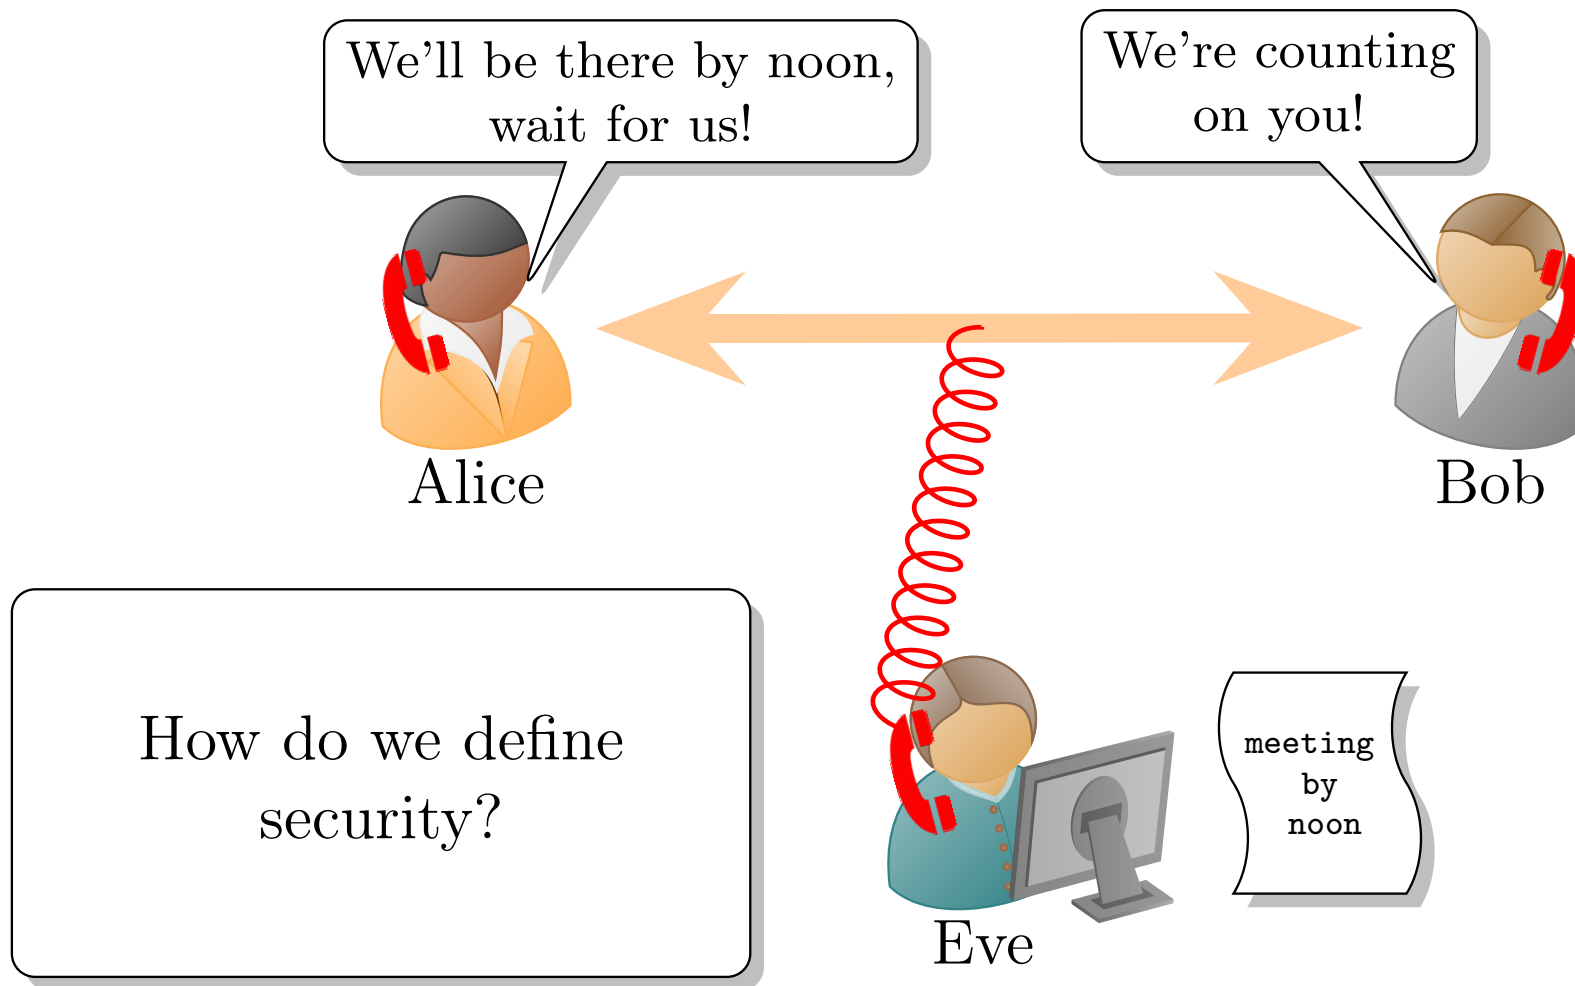 We'll be there by noon,
wait for us!
We're counting
on you!
Alice
Bob
How do we define
security?
meeting
by
noon
Eve